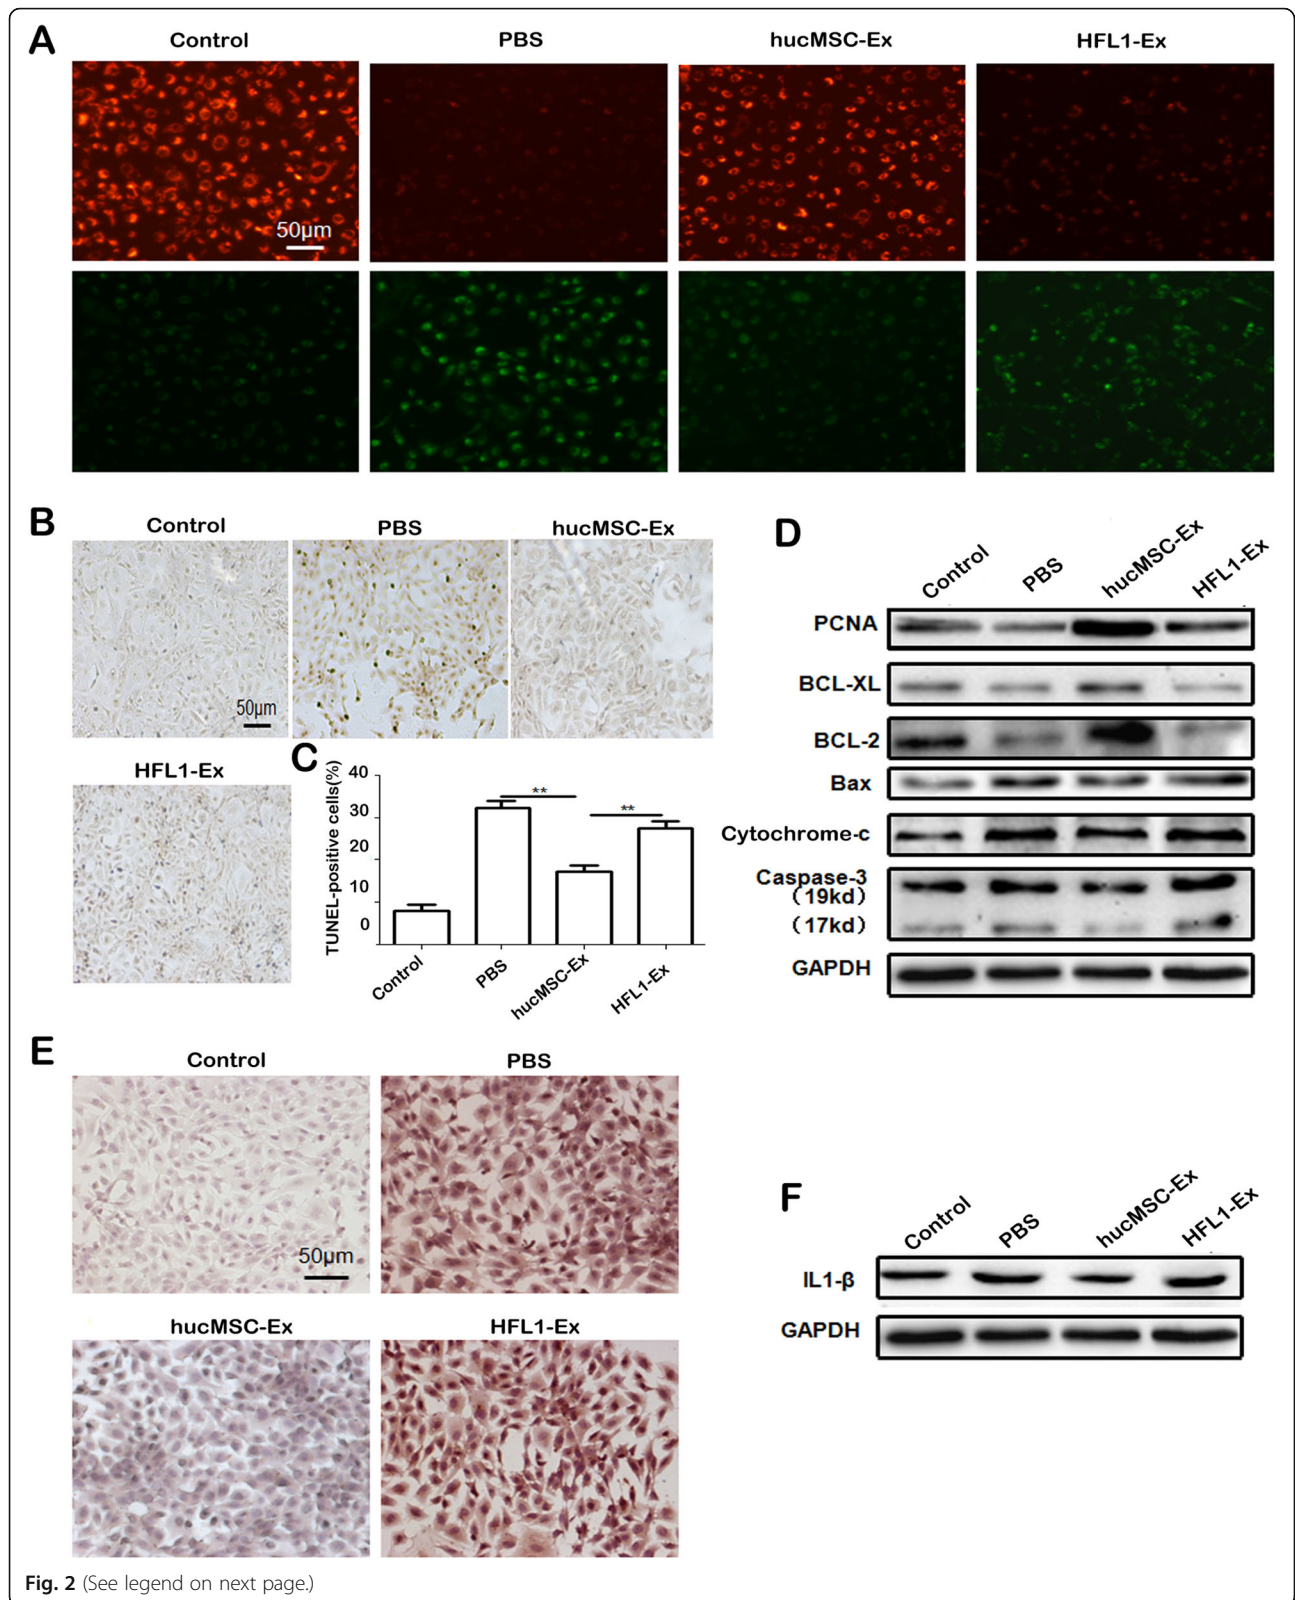 A
Control PBS hucMSC-Ex HFL1-Ex
50μm
B
Control PBS hucMSC-Ex
50μm
HFL1-Ex
C
TUNEL-positive cells(%)
40
30
20
10
0
** **
Control PBS hucMSC-Ex HFL1-Ex
D
Control PBS hucMSC-Ex HFL1-Ex
PCNA
BCL-XL
BCL-2
Bax
Cytochrome-c
Caspase-3
(19kd)
(17kd)
GAPDH
E
Control PBS
50μm
hucMSC-Ex HFL1-Ex
F
Control PBS hucMSC-Ex HFL1-Ex
IL1-β
GAPDH
Fig. 2 (See legend on next page.)